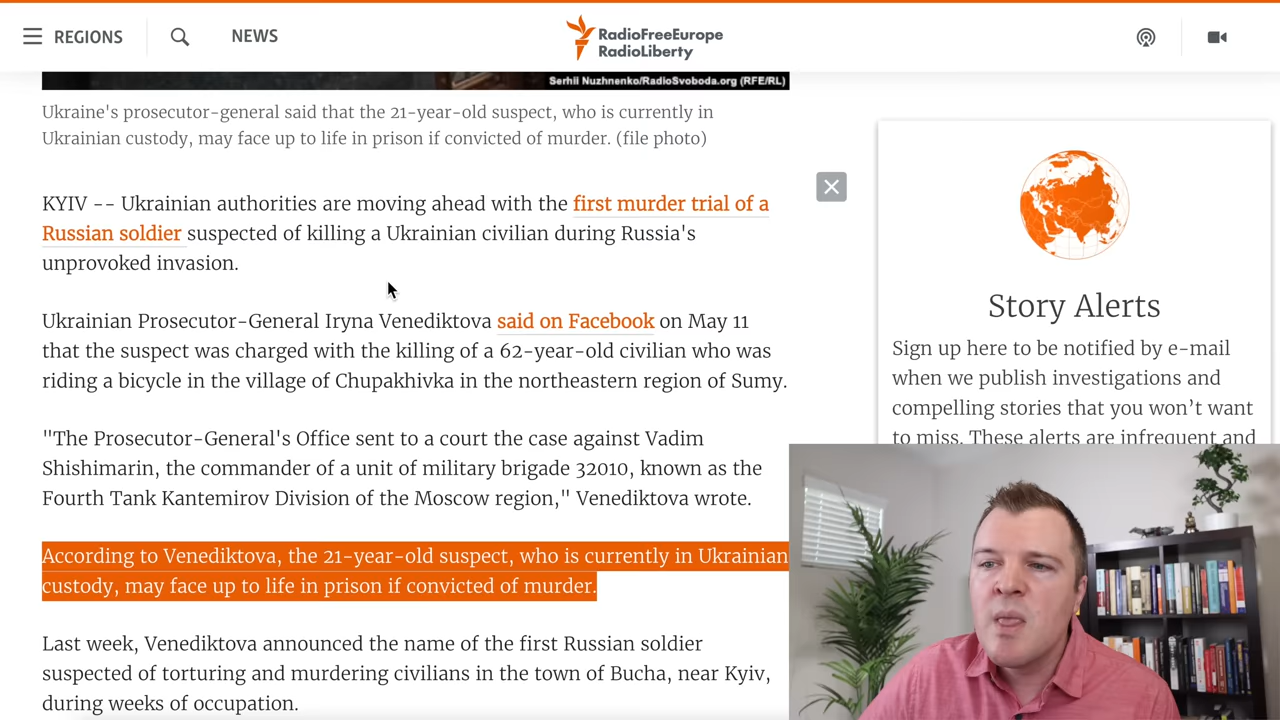 REGIONS
NEWS
RadioFreeEurope
RadioLiberty
Serhii Nuzhnenko/RadioSvoboda.org (RFE/RL)
Ukraine's prosecutor-general said that the 21-year-old suspect, who is currently in
Ukrainian custody, may face up to life in prison if convicted of murder. (file photo)
KYIV -- Ukrainian authorities are moving ahead with the first murder trial of a
Russian soldier suspected of killing a Ukrainian civilian during Russia's
unprovoked invasion.
Ukrainian Prosecutor-General Iryna Venediktova said on Facebook on May 11
that the suspect was charged with the killing of a 62-year-old civilian who was
riding a bicycle in the village of Chupakhivka in the northeastern region of Sumy.
"The Prosecutor-General's Office sent to a court the case against Vadim
Shishimarin, the commander of a unit of military brigade 32010, known as the
Fourth Tank Kantemirov Division of the Moscow region," Venediktova wrote.
According to Venediktova, the 21-year-old suspect, who is currently in Ukrainian
custody, may face up to life in prison if convicted of murder.
Last week, Venediktova announced the name of the first Russian soldier
suspected of torturing and murdering civilians in the town of Bucha, near Kyiv,
during weeks of occupation.
Story Alerts
Sign up here to be notified by e-mail
when we publish investigations and
compelling stories that you won't want
to miss. These alerts are infrequent and